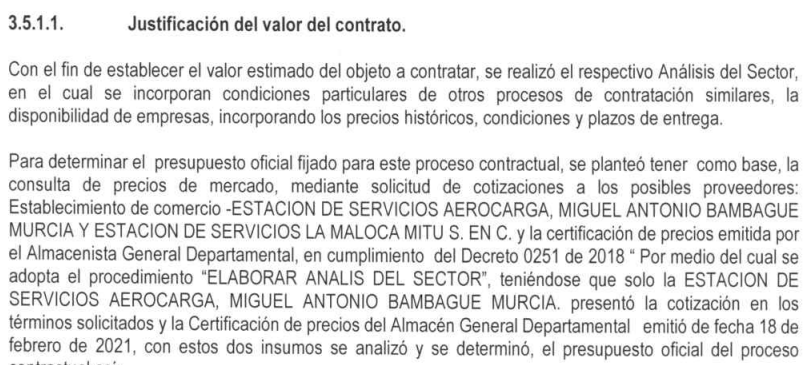 3.5.1.1. Justificación del valor del contrato.
Con el fin de establecer el valor estimado del objeto a contratar, se realizó el respectivo Análisis del Sector,
en el cual se incorporan condiciones particulares de otros procesos de contratación similares, la
disponibilidad de empresas, incorporando los precios históricos, condiciones y plazos de entrega.
Para determinar el presupuesto oficial fijado para este proceso contractual, se planteó tener como base, la
consulta de precios de mercado, mediante solicitud de cotizaciones a los posibles proveedores:
Establecimiento de comercio -ESTACION DE SERVICIOS AEROCARGA, MIGUEL ANTONIO BAMBAGUE
MURCIA Y ESTACION DE SERVICIOS LA MALOCA MITU S. EN C. y la certificación de precios emitida por
el Almacenista General Departamental, en cumplimiento del Decreto 0251 de 2018 “ Por medio del cual se
adopta el procedimiento “ELABORAR ANALIS DEL SECTOR”, teniéndose que solo la ESTACION DE
SERVICIOS AEROCARGA, MIGUEL ANTONIO BAMBAGUE MURCIA. presentó la cotización en los
términos solicitados y la Certificación de precios del Almacén General Departamental emitió de fecha 18 de
febrero de 2021, con estos dos insumos se analizó y se determinó, el presupuesto oficial del proceso